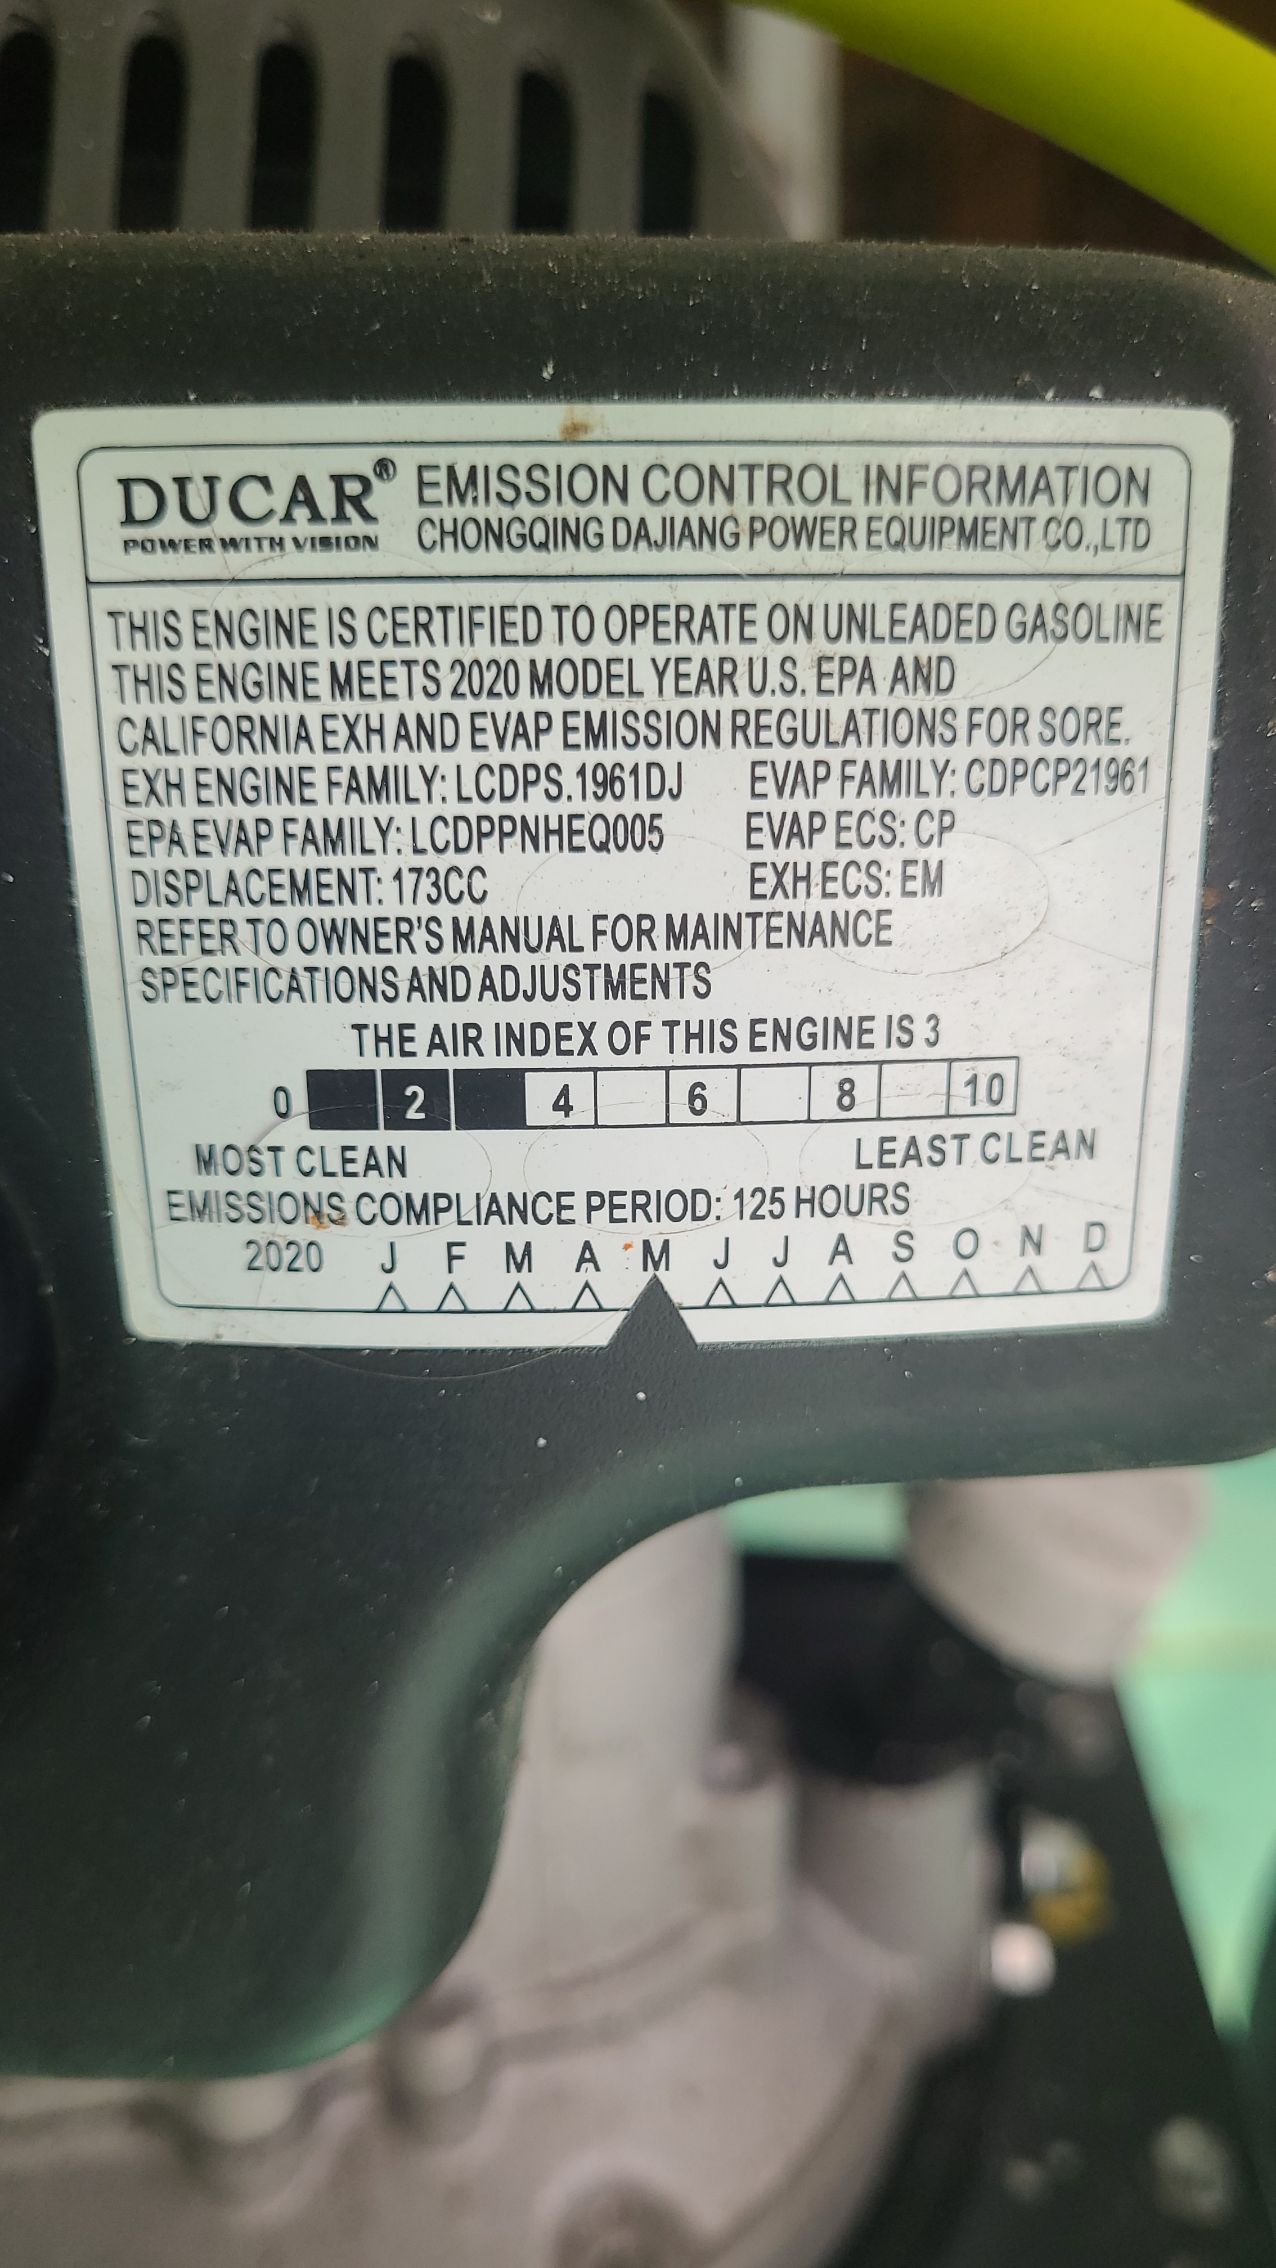 DUCAR® EMISSION CONTROL INFORMATION
POWER WITH VISION CHONGQING DAJIANG POWER EQUIPMENT CO.,LTD
THIS ENGINE IS CERTIFIED TO OPERATE ON UNLEADED GASOLINE
THIS ENGINE MEETS 2020 MODEL YEAR U.S. EPA AND
CALIFORNIA EXH AND EVAP EMISSION REGULATIONS FOR SORE.
EXH ENGINE FAMILY: LCDPS.1961DJ EVAP FAMILY: CDPCP21961
EPA EVAP FAMILY: LCDPPNHEQ005 EVAP ECS: CP
DISPLACEMENT: 173CC EXH ECS: EM
REFER TO OWNER'S MANUAL FOR MAINTENANCE
SPECIFICATIONS AND ADJUSTMENTS
THE AIR INDEX OF THIS ENGINE IS 3
0 2 4 6 8 10
MOST CLEAN LEAST CLEAN
EMISSIONS COMPLIANCE PERIOD: 125 HOURS
2020 J F M A M J J A S O N D